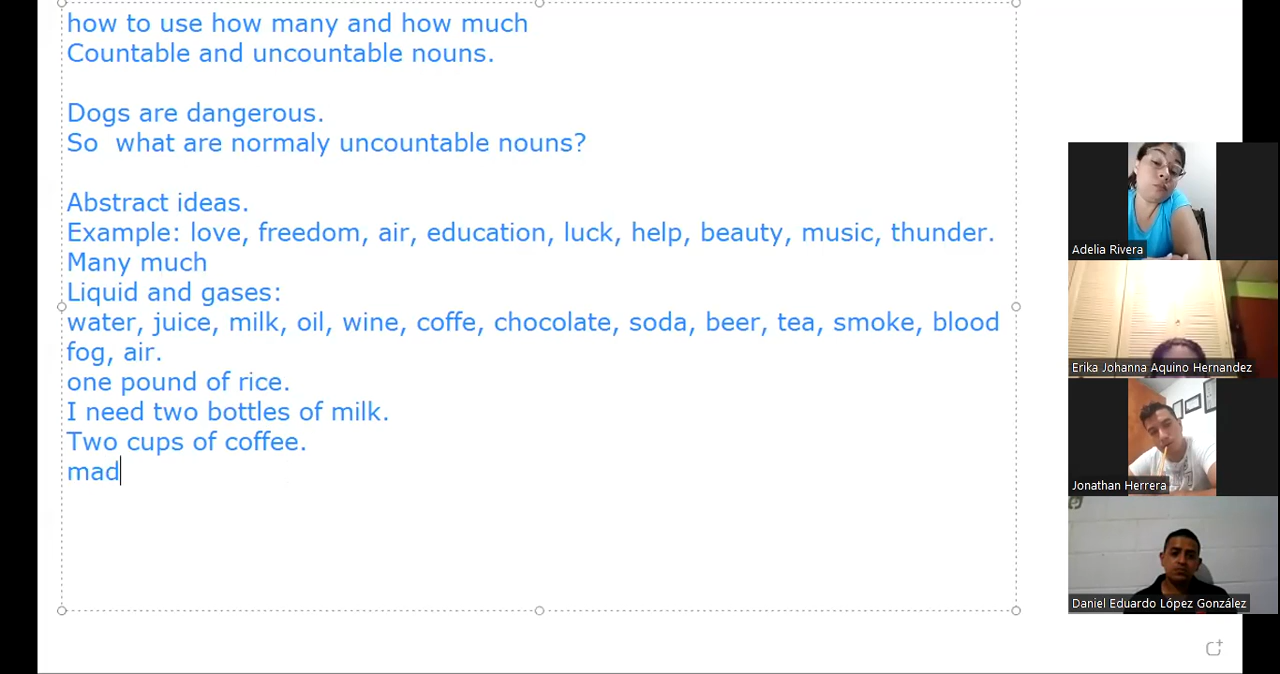 how to use how many and how much
Countable and uncountable nouns.
Dogs are dangerous.
So  what are normaly uncountable nouns?
Abstract ideas.
Example: love, freedom, air, education, luck, help, beauty, music, thunder.
Many much
Liquid and gases:
water, juice, milk, oil, wine, coffe, chocolate, soda, beer, tea, smoke, blood
fog, air.
one pound of rice.
I need two bottles of milk.
Two cups of coffee.
mad
Adelia Rivera
Erika Johanna Aquino Hernandez
Jonathan Herrera
Daniel Eduardo López González